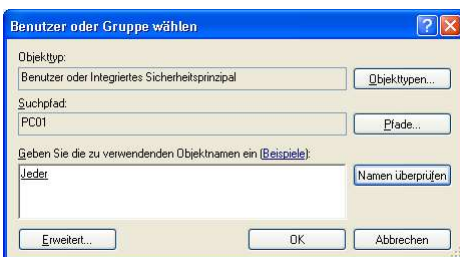 Benutzer oder Gruppe wählen
Objekttyp:
Benutzer oder Integriertes Sicherheitsprinzipal
Objekttypen...
Suchpfad:
PC01
Pfade...
Geben Sie die zu verwendenden Objektnamen ein (Beispiele):
Jeder
Namen überprüfen
Erweitert...
OK
Abbrechen